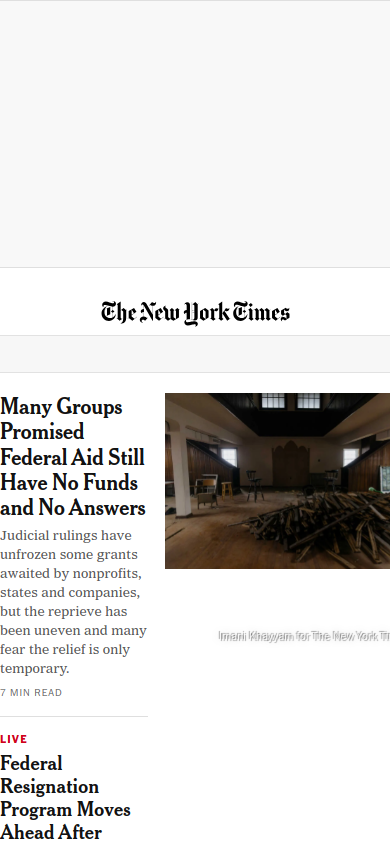 The New York Times
Many Groups
Promised
Federal Aid Still
Have No Funds
and No Answers
Judicial rulings have
unfrozen some grants
awaited by nonprofits,
states and companies,
but the reprieve has
been uneven and many
fear the relief is only
temporary.
7 MIN READ
Imani Khayyam for The New York
LIVE
Federal
Resignation
Program Moves
Ahead After